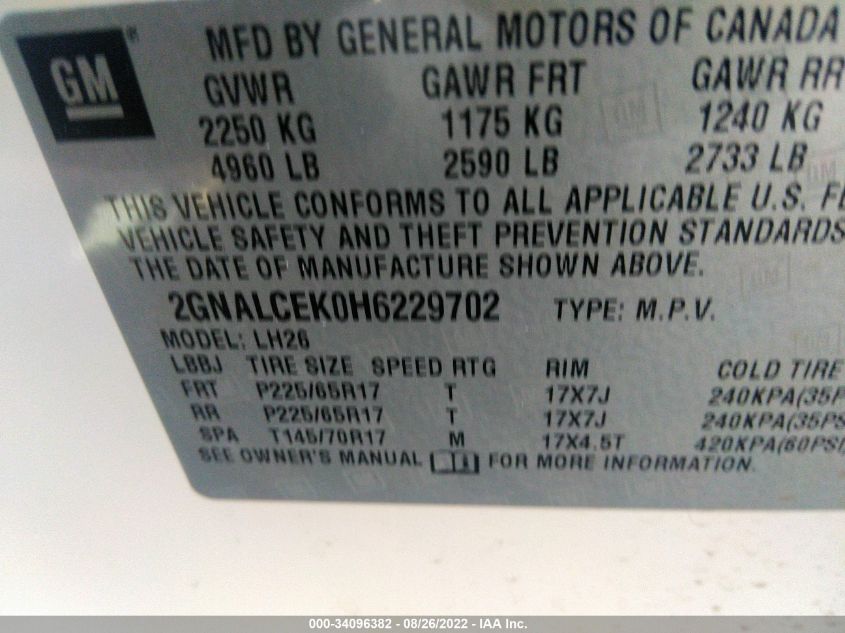 GM MFD BY GENERAL MOTORS OF CANADA
GVWR GAWR FRT GAWR RR
2250 KG 1175 KG 1240 KG
4960 LB 2590 LB 2733 LB
THIS VEHICLE CONFORMS TO ALL APPLICABLE U.S. FE
VEHICLE SAFETY AND THEFT PREVENTION STANDARDS
THE DATE OF MANUFACTURE SHOWN ABOVE.
2GNALCEK0H6229702 TYPE: M.P.V.
MODEL: LH26
LBBJ TIRE SIZE SPEED RTG RIM COLD TIRE
FRT P225/65R17 T 17X7J 240KPA(35P
RR P225/65R17 T 17X7J 240KPA(35PS
SPA T145/70R17 M 17X4.5T 420KPA(60PSI)
SEE OWNER'S MANUAL FOR MORE INFORMATION.
000-34096382 - 08/26/2022 - IAA Inc.